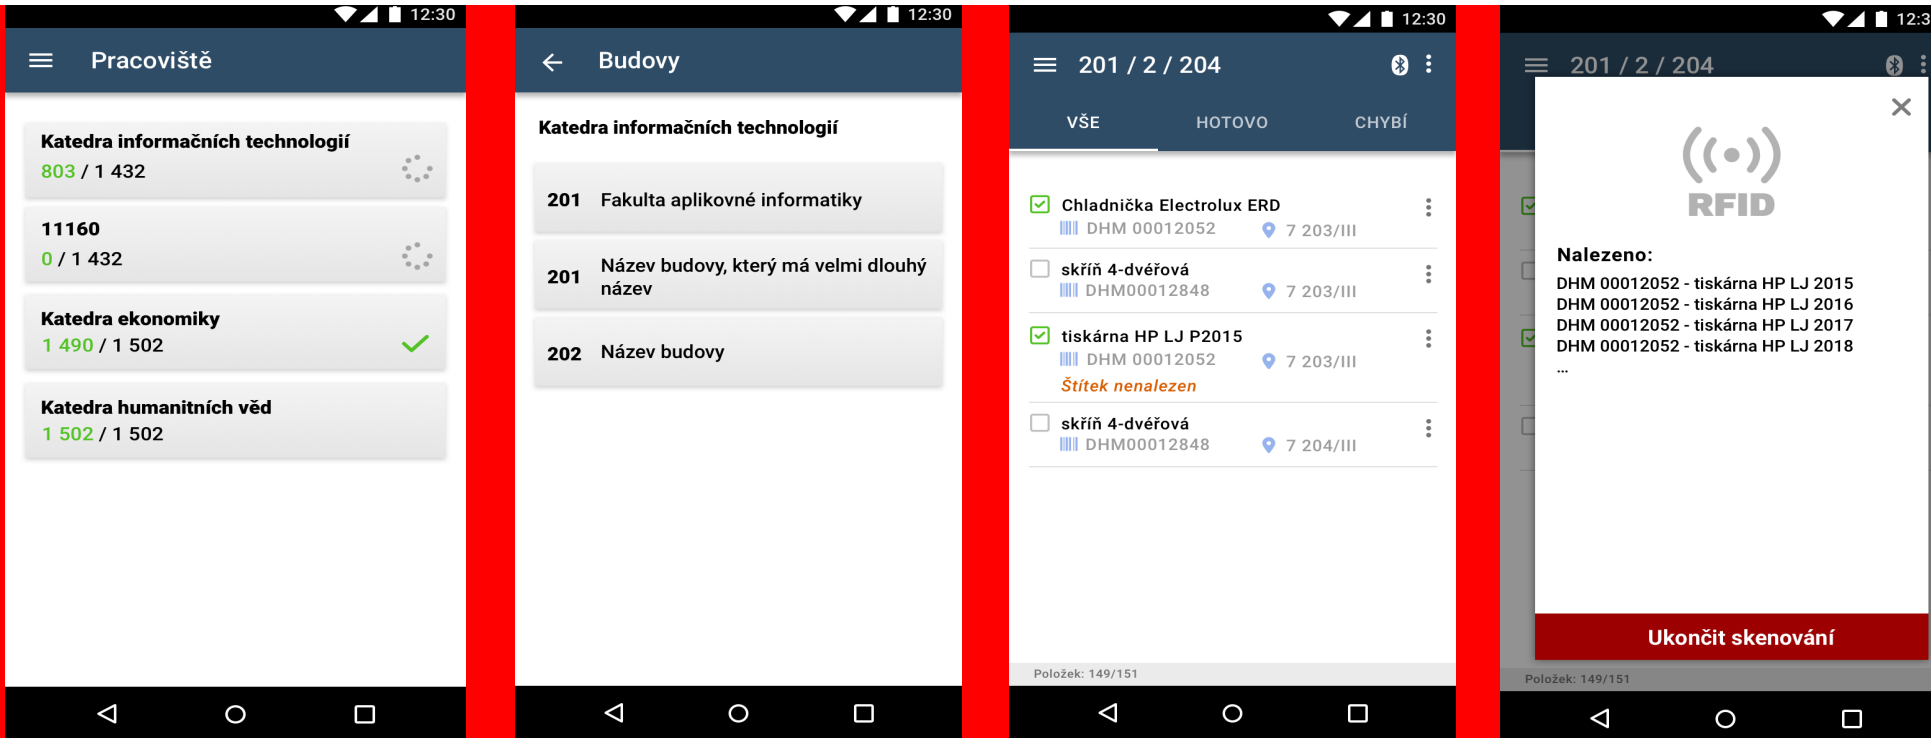 12:30
Pracoviště
Katedra informačních technologií
803 / 1 432
11160
0 / 1 432
Katedra ekonomiky
1 490 / 1 502
Katedra humanitních věd
1 502 / 1 502
12:30
Budovy
Katedra informačních technologií
201 Fakulta aplikovné informatiky
201 Název budovy, který má velmi dlouhý
název
202 Název budovy
12:30
201 / 2 / 204
VŠE HOTOVO CHYBÍ
Chladnička Electrolux ERD
DHM 00012052 7 203/III
skříň 4-dvéřová
DHM00012848 7 203/III
tiskárna HP LJ P2015
DHM 00012052 7 203/III
Štítek nenalezen
skříň 4-dvéřová
DHM00012848 7 204/III
Položek: 149/151
12:3
201 / 2 / 204
RFID
Nalezeno:
DHM 00012052 - tiskárna HP LJ 2015
DHM 00012052 - tiskárna HP LJ 2016
DHM 00012052 - tiskárna HP LJ 2017
DHM 00012052 - tiskárna HP LJ 2018
...
Ukončit skenování
Položek: 149/151